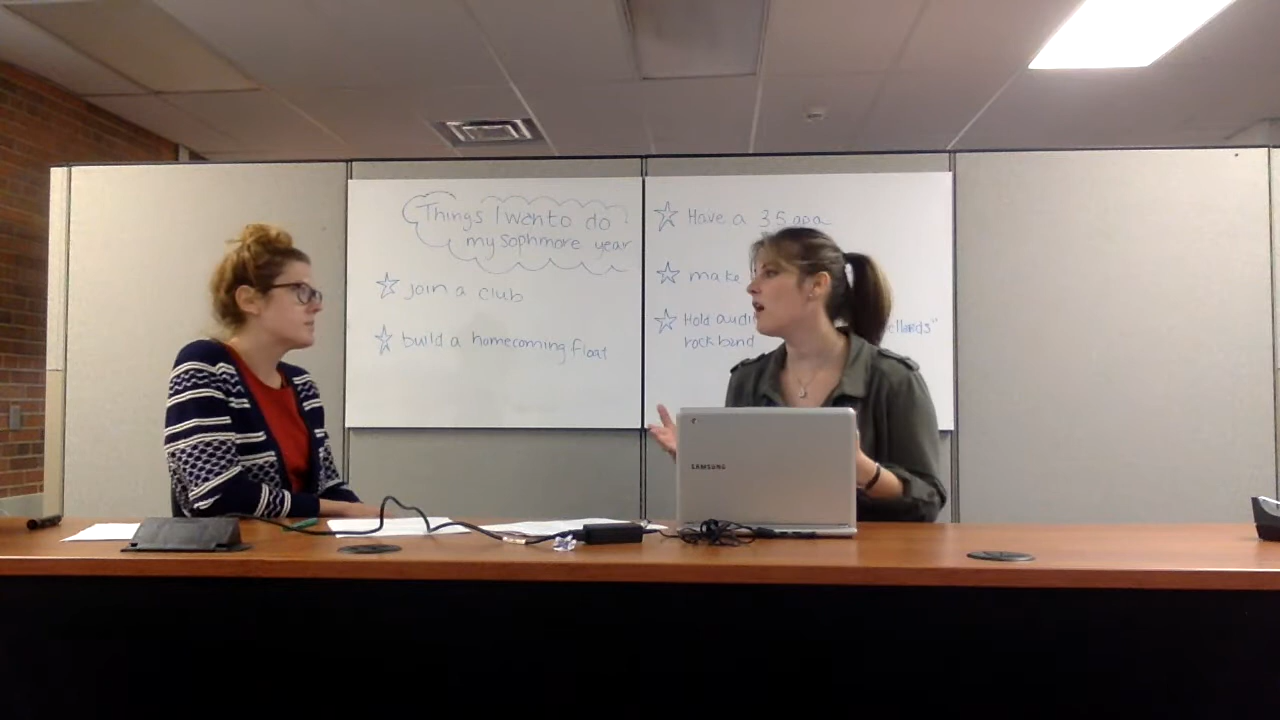 Things I want to do
my sophmore year
join a club
build a homecoming float
Have a 3.5 gpa
make
Hold
rock band
SAMSUNG